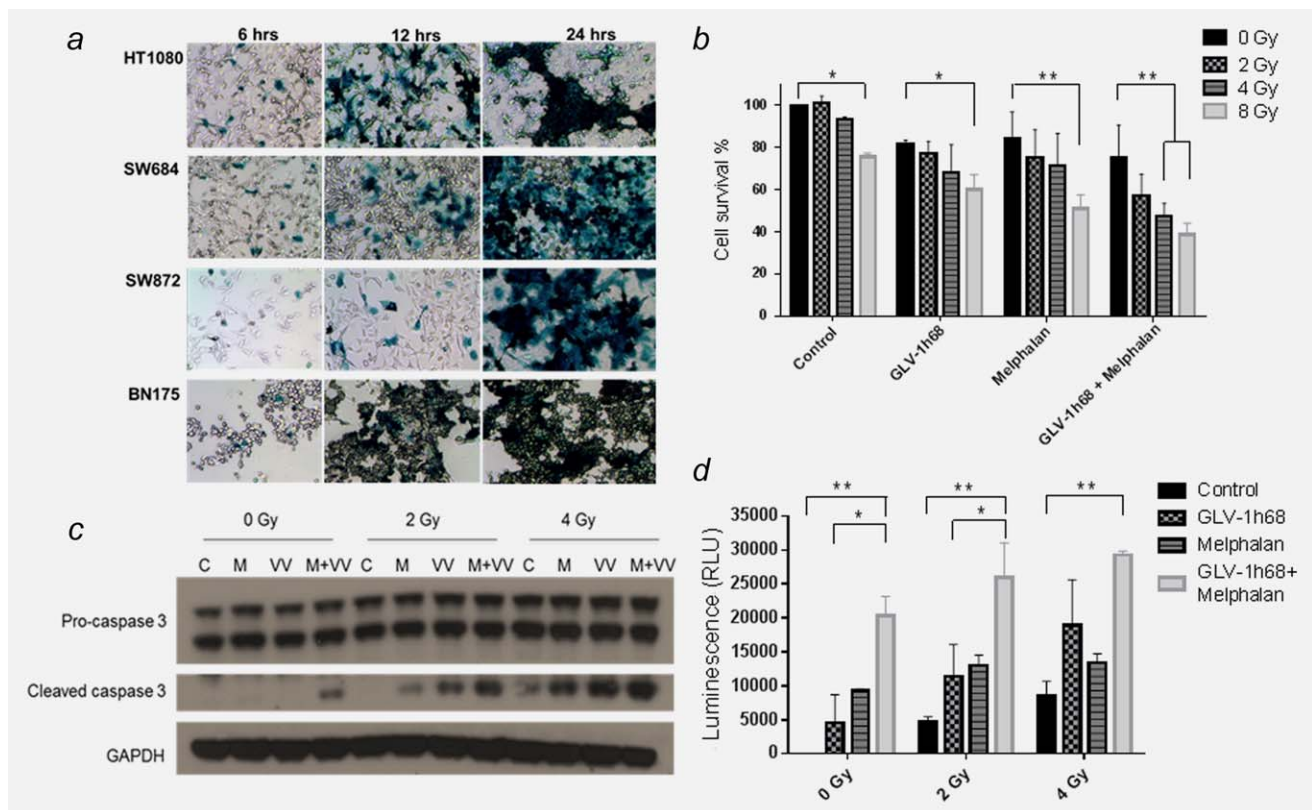 a
6 hrs 12 hrs 24 hrs
HT1080
SW684
SW872
BN175
b
0 Gy
2 Gy
4 Gy
8 Gy
* * ** **
Cell survival %
100
80
60
40
20
0
Control
GLV-1h68
Melphalan
GLV-1h68 + Melphalan
c
0 Gy 2 Gy 4 Gy
C M VV M+VV C M VV M+VV C M VV M+VV
Pro-caspase 3
Cleaved caspase 3
GAPDH
d
Control
GLV-1h68
Melphalan
GLV-1h68+
Melphalan
** ** **
* *
Luminescence (RLU)
35000
30000
25000
20000
15000
10000
5000
0
0 Gy
2 Gy
4 Gy